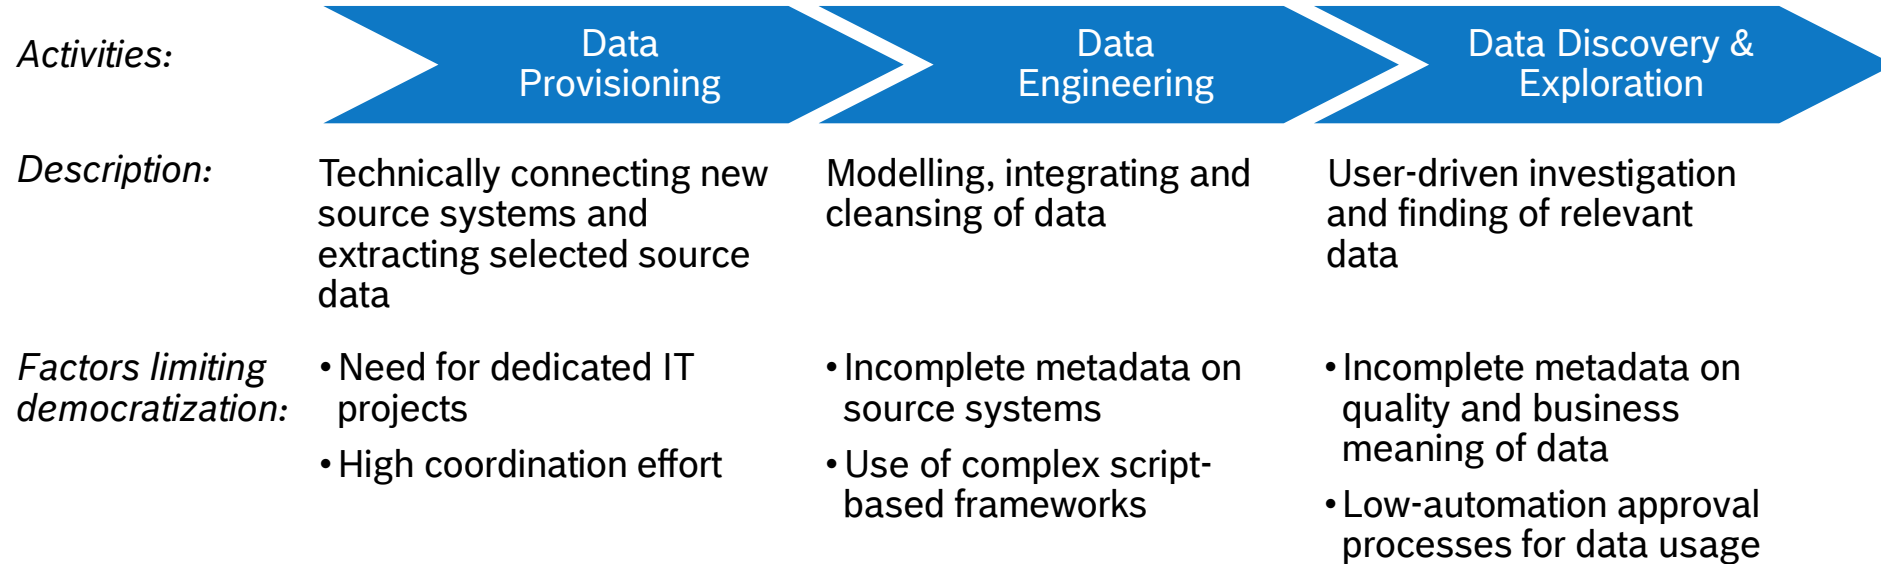 Activities:
Data
Provisioning
Data
Engineering
Data Discovery &
Exploration
Description:
Technically connecting new
source systems and
extracting selected source
data
Modelling, integrating and
cleansing of data
User-driven investigation
and finding of relevant
data
Factors limiting
democratization:
• Need for dedicated IT
projects
• High coordination effort
• Incomplete metadata on
source systems
• Use of complex script-
based frameworks
• Incomplete metadata on
quality and business
meaning of data
• Low-automation approval
processes for data usage